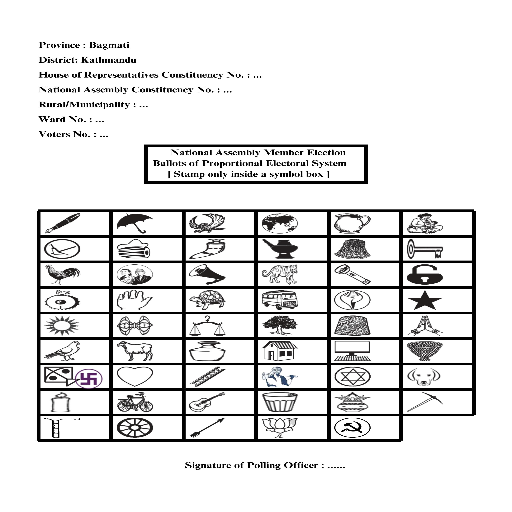 Province : Bagmati
District: Kathmandu
House of Representatives Constituency No. : ...
National Assembly Constituency No. : ...
Rural/Municipality : ...
Ward No. : ...
Voters No. : ...
National Assembly Member Election
Ballots of Proportional Electoral System
[ Stamp only inside a symbol box ]
Signature of Polling Officer : ......